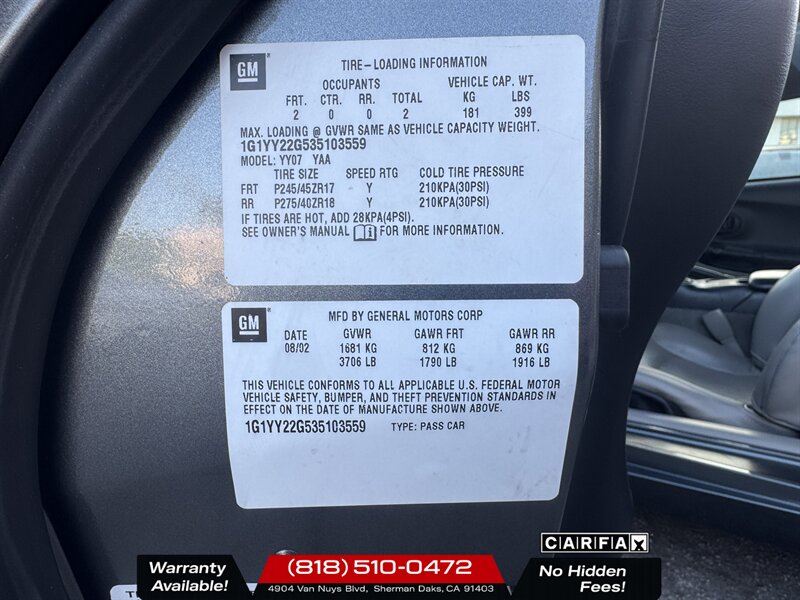 GM
TIRE-LOADING INFORMATION
OCCUPANTS VEHICLE CAP. WT.
FRT. CTR. RR. TOTAL KG LBS
2 0 0 2 181 399
MAX. LOADING @ GVWR SAME AS VEHICLE CAPACITY WEIGHT.
1G1YY22G535103559
MODEL: YY07 YAA
TIRE SIZE SPEED RTG COLD TIRE PRESSURE
FRT P245/45ZR17 Y 210KPA(30PSI)
RR P275/40ZR18 Y 210KPA(30PSI)
IF TIRES ARE HOT, ADD 28KPA(4PSI).
SEE OWNER'S MANUAL FOR MORE INFORMATION.
GM
MFD BY GENERAL MOTORS CORP
DATE GVWR GAWR FRT GAWR RR
08/02 1681 KG 812 KG 869 KG
3706 LB 1790 LB 1916 LB
THIS VEHICLE CONFORMS TO ALL APPLICABLE U.S. FEDERAL MOTOR
VEHICLE SAFETY, BUMPER, AND THEFT PREVENTION STANDARDS IN
EFFECT ON THE DATE OF MANUFACTURE SHOWN ABOVE.
1G1YY22G535103559 TYPE: PASS CAR
CARFAX
Warranty Available!
(818) 510-0472
4904 Van Nuys Blvd, Sherman Oaks, CA 91403
No Hidden Fees!